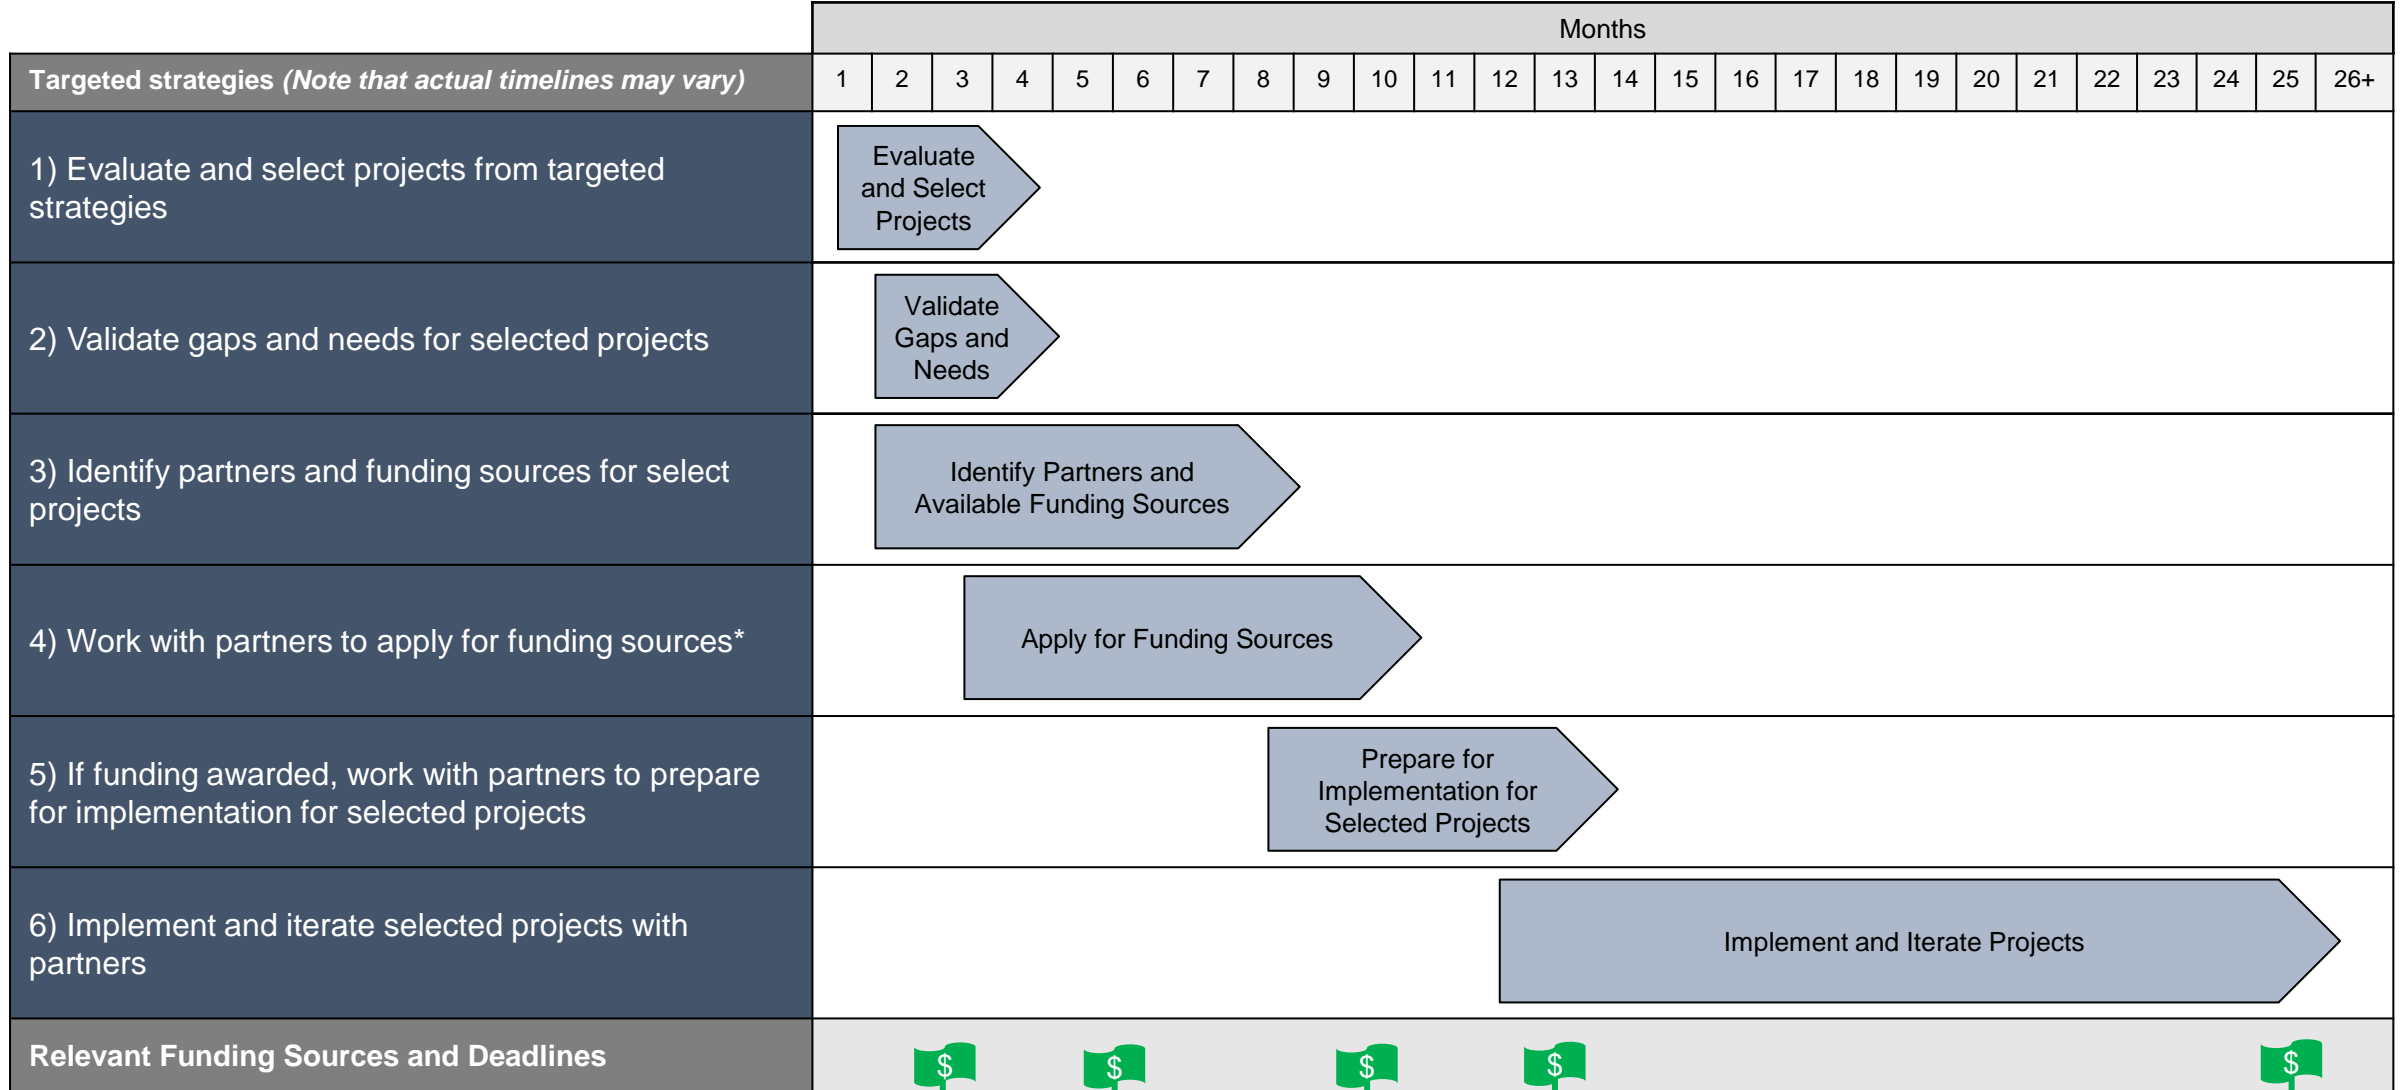 Months
Targeted strategies (Note that actual timelines may vary)
1 2 3 4 5 6 7 8 9 10 11 12 13 14 15 16 17 18 19 20 21 22 23 24 25 26+
1) Evaluate and select projects from targeted
strategies
Evaluate
and Select
Projects
2) Validate gaps and needs for selected projects
Validate
Gaps and
Needs
3) Identify partners and funding sources for select
projects
Identify Partners and
Available Funding Sources
4) Work with partners to apply for funding sources*
Apply for Funding Sources
5) If funding awarded, work with partners to prepare
for implementation for selected projects
Prepare for
Implementation for
Selected Projects
6) Implement and iterate selected projects with
partners
Implement and Iterate Projects
Relevant Funding Sources and Deadlines
$ $ $ $ $